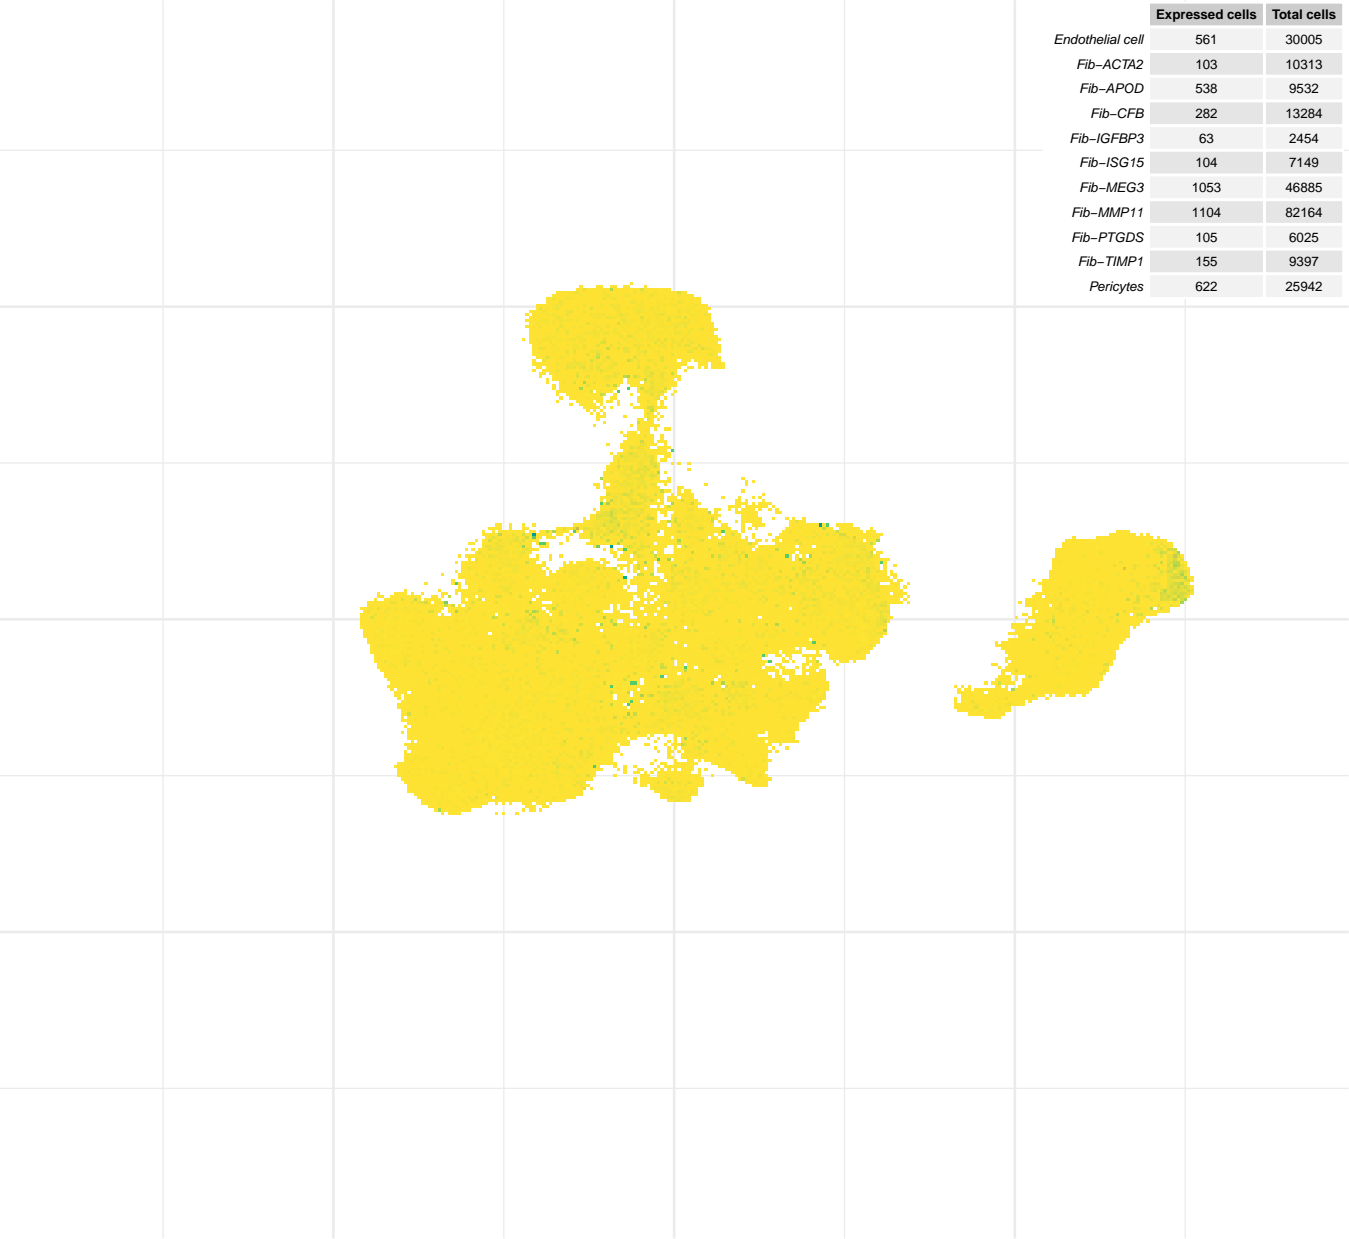 Expressed cells Total cells
Endothelial cell 561 30005
Fib−ACTA2 103 10313
Fib−APOD 538 9532
Fib−CFB 282 13284
Fib−IGFBP3 63 2454
Fib−ISG15 104 7149
Fib−MEG3 1053 46885
Fib−MMP11 1104 82164
Fib−PTGDS 105 6025
Fib−TIMP1 155 9397
Pericytes 622 25942